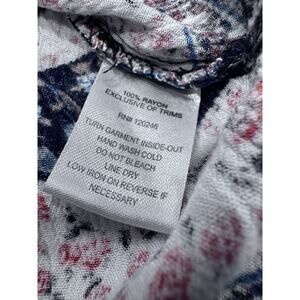 100% RAYON
EXCLUSIVE OF TRIMS
RN# 120246
TURN GARMENT INSIDE-OUT
HAND WASH COLD
DO NOT BLEACH
LINE DRY
LOW IRON ON REVERSE IF
NECESSARY